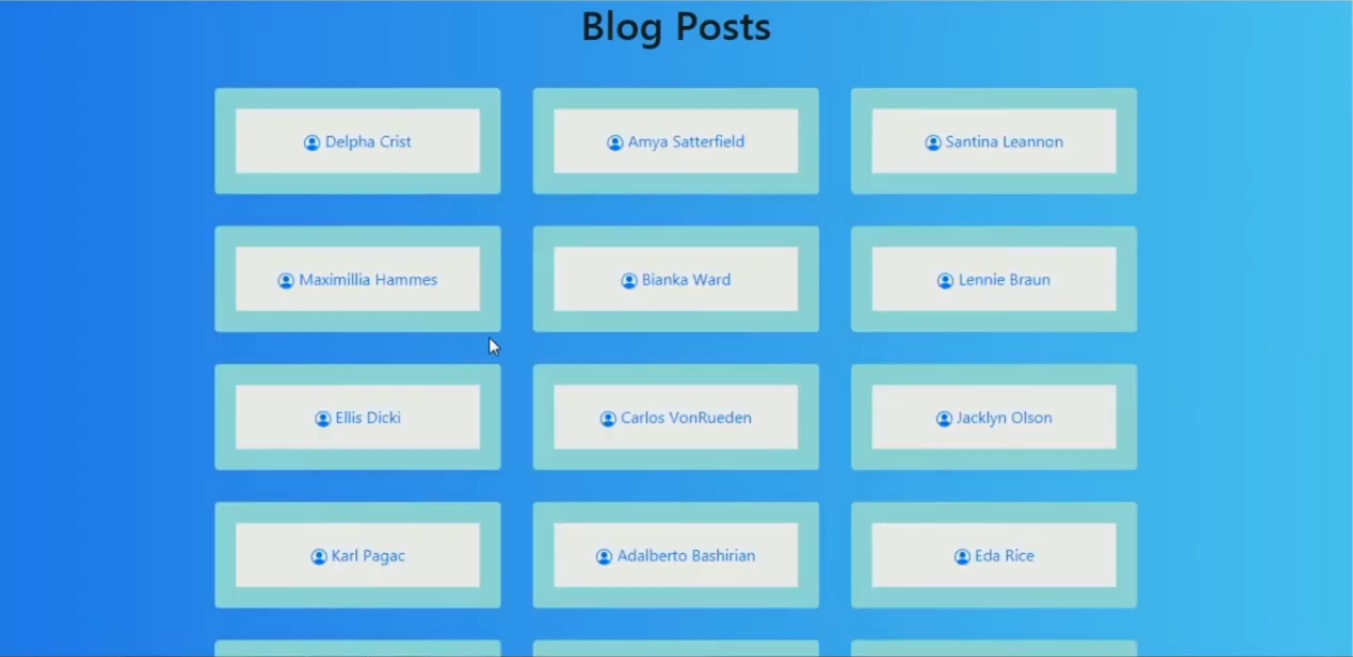 Blog Posts
Delpha Crist
Amya Satterfield
Santina Leannon
Maximillia Hammes
Bianka Ward
Lennie Braun
Ellis Dicki
Carlos VonRueden
Jacklyn Olson
Karl Pagac
Adalberto Bashirian
Eda Rice